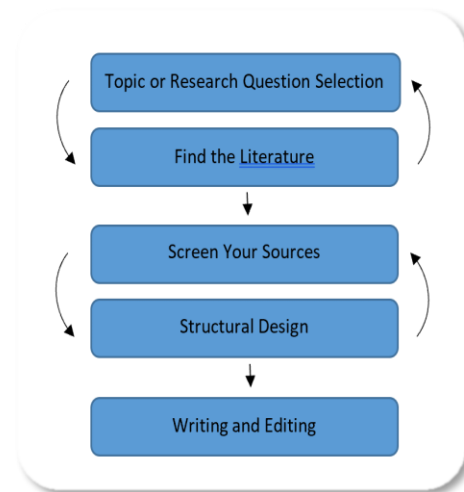 Topic or Research Question Selection
Find the Literature
Screen Your Sources
Structural Design
Writing and Editing